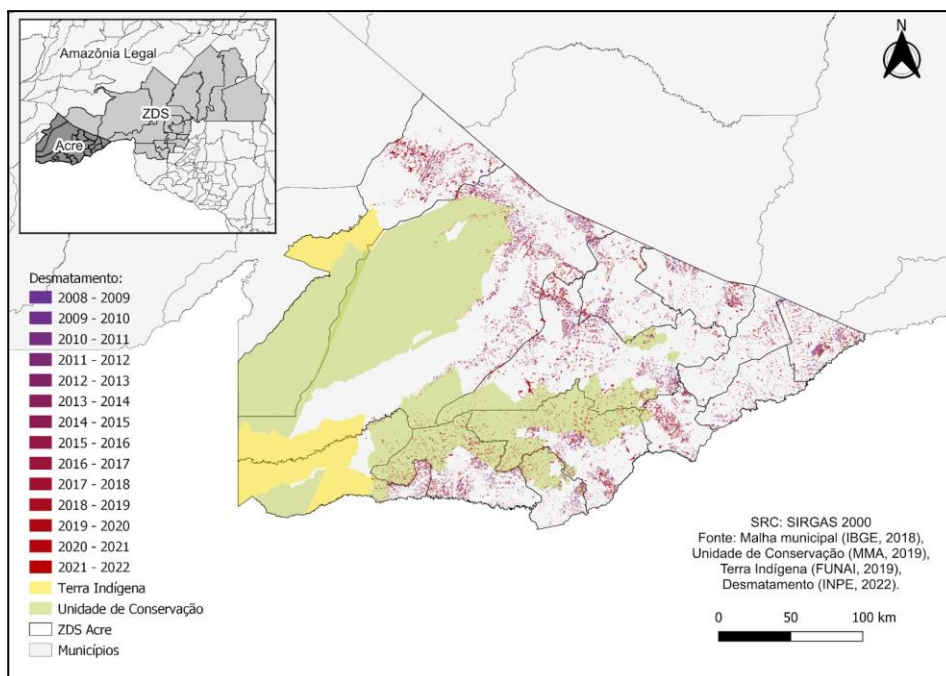 Amazônia Legal
ZDS
Acre
N
Desmatamento:
2008 - 2009
2009 - 2010
2010 - 2011
2011 - 2012
2012 - 2013
2013 - 2014
2014 - 2015
2015 - 2016
2016 - 2017
2017 - 2018
2018 - 2019
2019 - 2020
2020 - 2021
2021 - 2022
Terra Indígena
Unidade de Conservação
ZDS Acre
Municípios
SRC: SIRGAS 2000
Fonte: Malha municipal (IBGE, 2018),
Unidade de Conservação (MMA, 2019),
Terra Indígena (FUNAI, 2019),
Desmatamento (INPE, 2022).
0 50 100 km